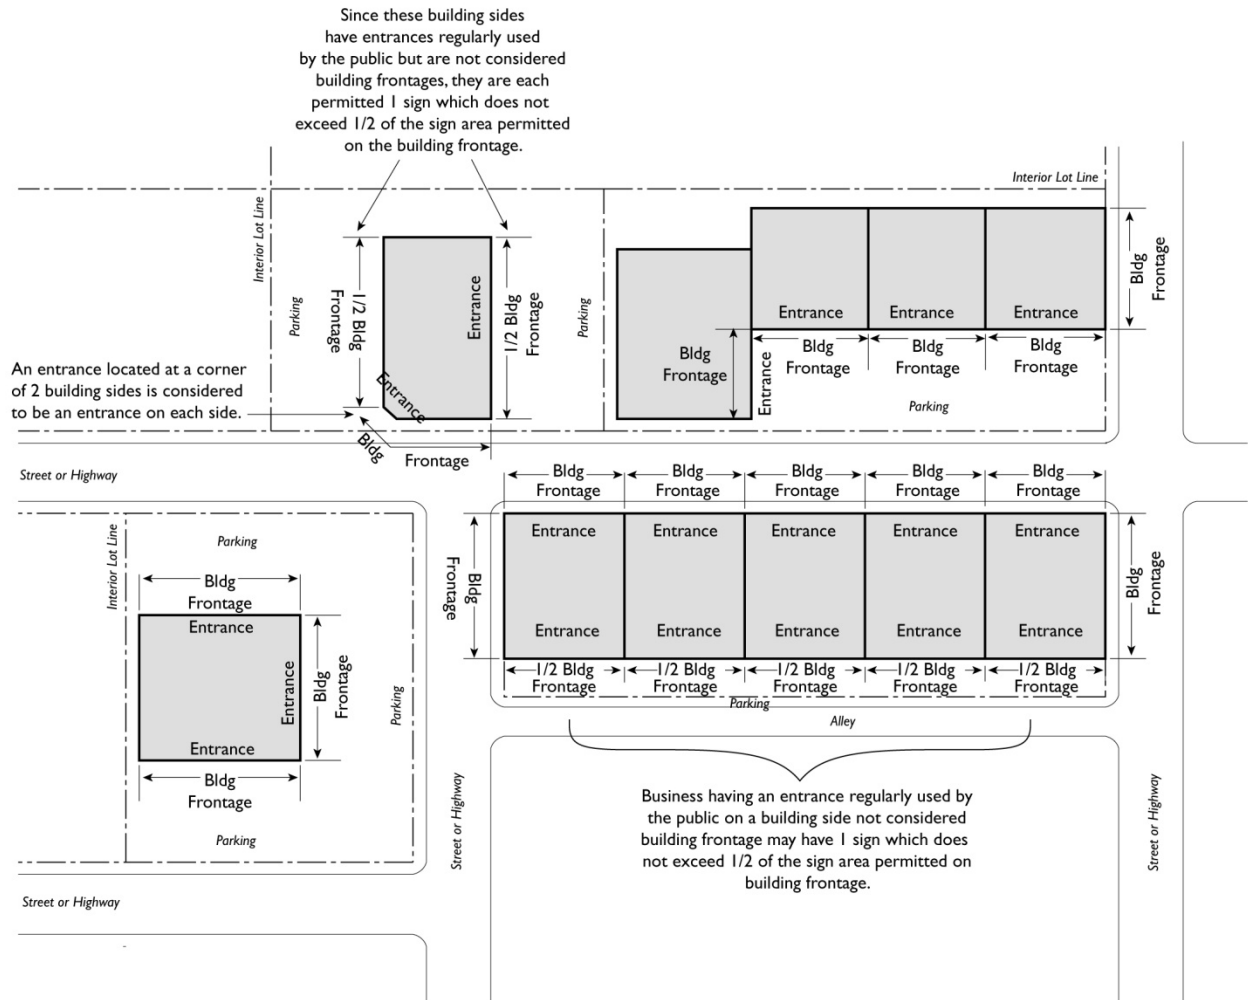 Since these building sides
have entrances regularly used
by the public but are not considered
building frontages, they are each
permitted 1 sign which does not
exceed 1/2 of the sign area permitted
on the building frontage.
Interior Lot Line
Interior Lot Line
Parking
1/2 Bldg
Frontage
Entrance
1/2 Bldg
Frontage
Entrance
Bldg
Frontage
An entrance located at a corner
of 2 building sides is considered
to be an entrance on each side.
Parking
Bldg
Frontage
Entrance
Entrance
Entrance
Entrance
Bldg
Frontage
Bldg
Frontage
Bldg
Frontage
Bldg
Frontage
Parking
Street or Highway
Bldg
Frontage
Bldg
Frontage
Bldg
Frontage
Bldg
Frontage
Bldg
Frontage
Entrance
Entrance
Entrance
Entrance
Entrance
Bldg
Frontage
Bldg
Frontage
Entrance
Entrance
Entrance
Entrance
Entrance
1/2 Bldg
Frontage
1/2 Bldg
Frontage
1/2 Bldg
Frontage
1/2 Bldg
Frontage
1/2 Bldg
Frontage
Parking
Alley
Interior Lot Line
Parking
Bldg
Frontage
Entrance
Entrance
Bldg
Frontage
Parking
Entrance
Bldg
Frontage
Parking
Street or Highway
Street or Highway
Street or Highway
Business having an entrance regularly used by
the public on a building side not considered
building frontage may have 1 sign which does
not exceed 1/2 of the sign area permitted on
building frontage.